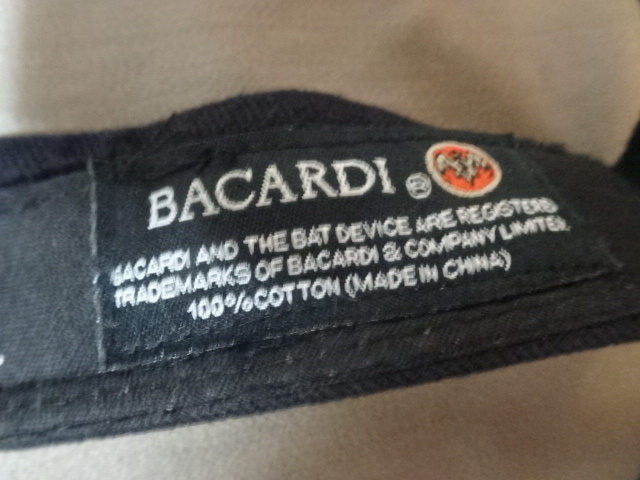 BACARDI ®
BACARDI AND THE BAT DEVICE ARE REGISTERED
TRADEMARKS OF BACARDI & COMPANY LIMITED.
100% COTTON (MADE IN CHINA)